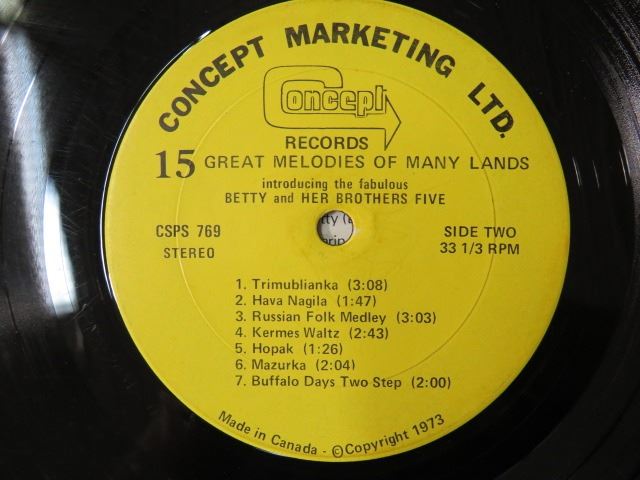 CONCEPT MARKETING LTD.
Concept
RECORDS
15 GREAT MELODIES OF MANY LANDS
introducing the fabulous
BETTY and HER BROTHERS FIVE
CSPS 769
STEREO
SIDE TWO
33 1/3 RPM
1. Trimublianka (3:08)
2. Hava Nagila (1:47)
3. Russian Folk Medley (3:03)
4. Kermes Waltz (2:43)
5. Hopak (1:26)
6. Mazurka (2:04)
7. Buffalo Days Two Step (2:00)
Made in Canada - ©Copyright 1973